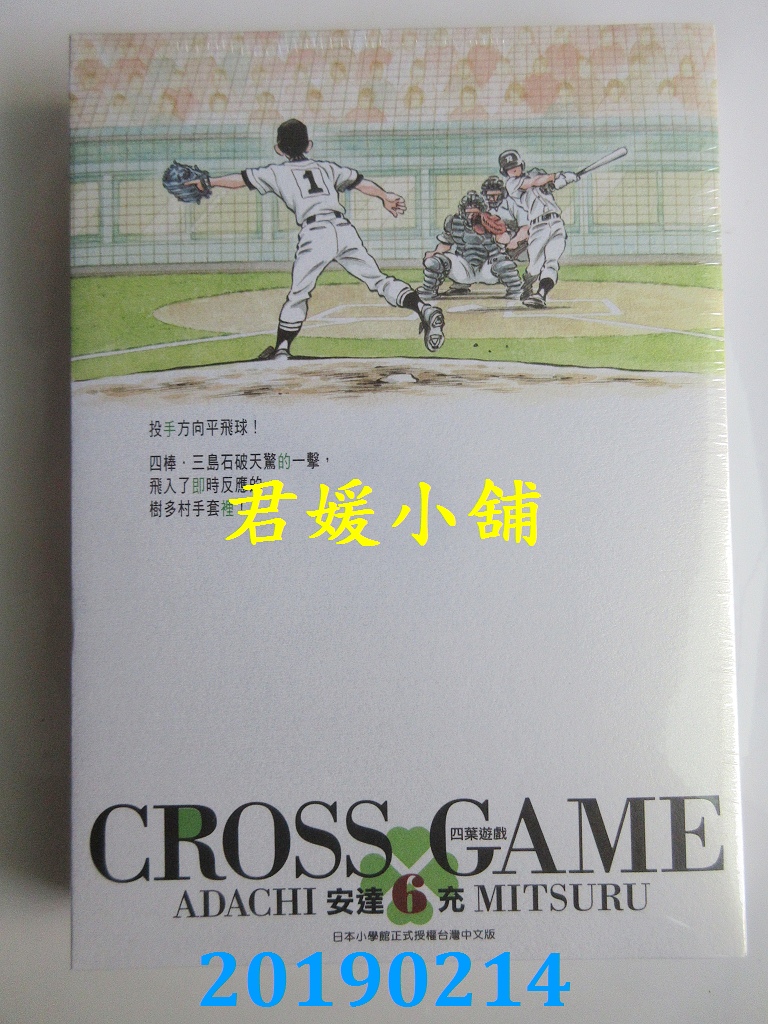 1
投手方向平飛球！
四棒．三島石破天驚的一擊，
飛入了即時反應的
樹多村手套裡！
君媛小舖
CROSS GAME
四葉遊戲
ADACHI 安達 6 充 MITSURU
日本小學館正式授權台灣中文版
20190214